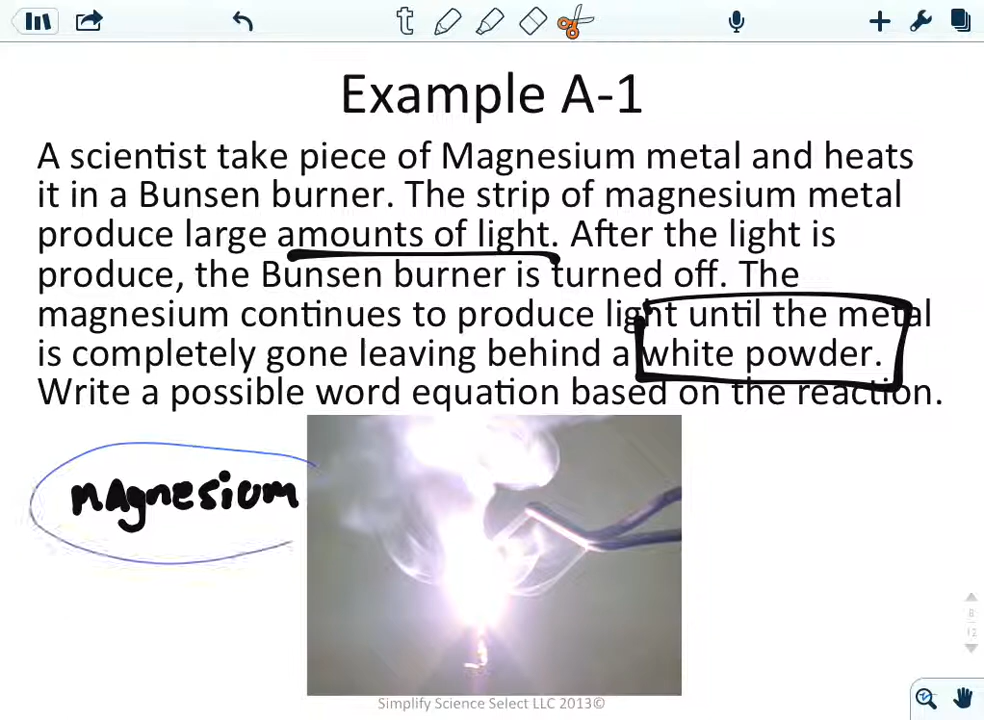 t
Example A-1
A scientist take piece of Magnesium metal and heats
it in a Bunsen burner. The strip of magnesium metal
produce large amounts of light. After the light is
produce, the Bunsen burner is turned off. The
magnesium continues to produce light until the metal
is completely gone leaving behind a white powder.
Write a possible word equation based on the reaction.
magnesium
8
12
Simplify Science Select LLC 2013©